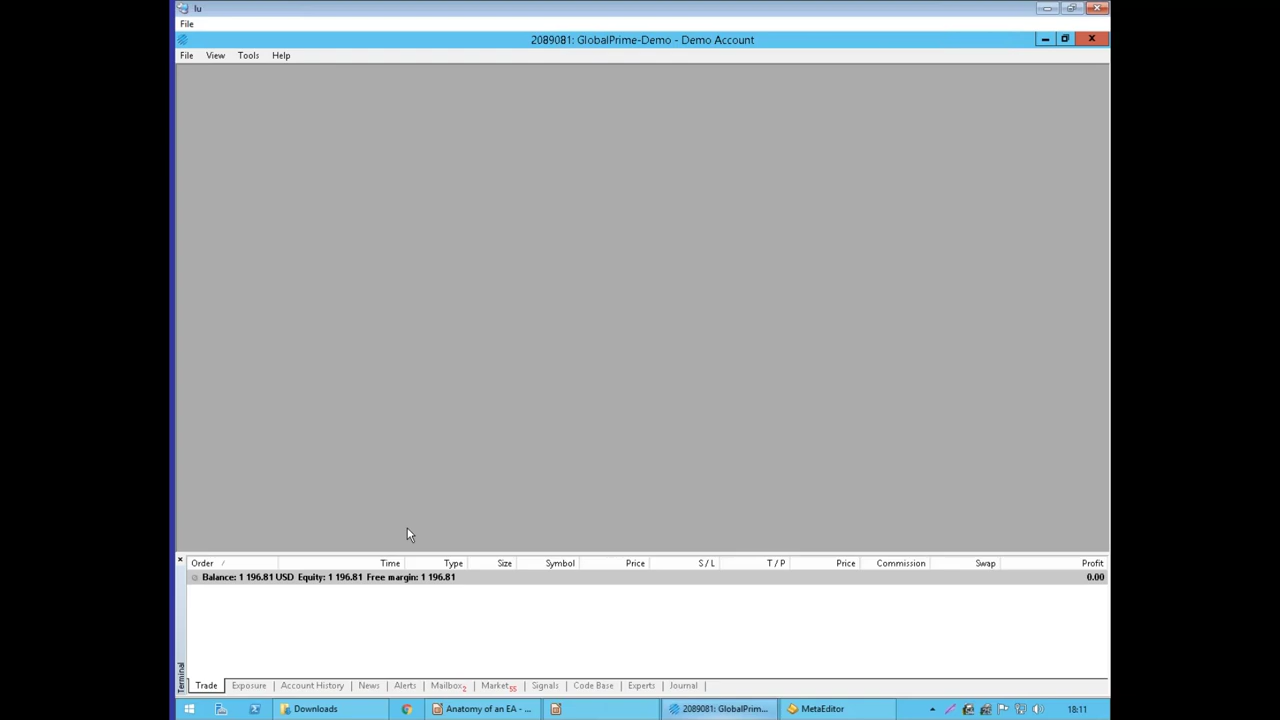 lu
File
2089081: GlobalPrime-Demo - Demo Account
File View Tools Help
Order / Time Type Size Symbol Price S / L T / P Price Commission Swap Profit
Balance: 1 196.81 USD Equity: 1 196.81 Free margin: 1 196.81 0.00
Terminal
Trade Exposure Account History News Alerts Mailbox 2 Market 55 Signals Code Base Experts Journal
Downloads Anatomy of an EA - ... 2089081: GlobalPrim... MetaEditor 18:11